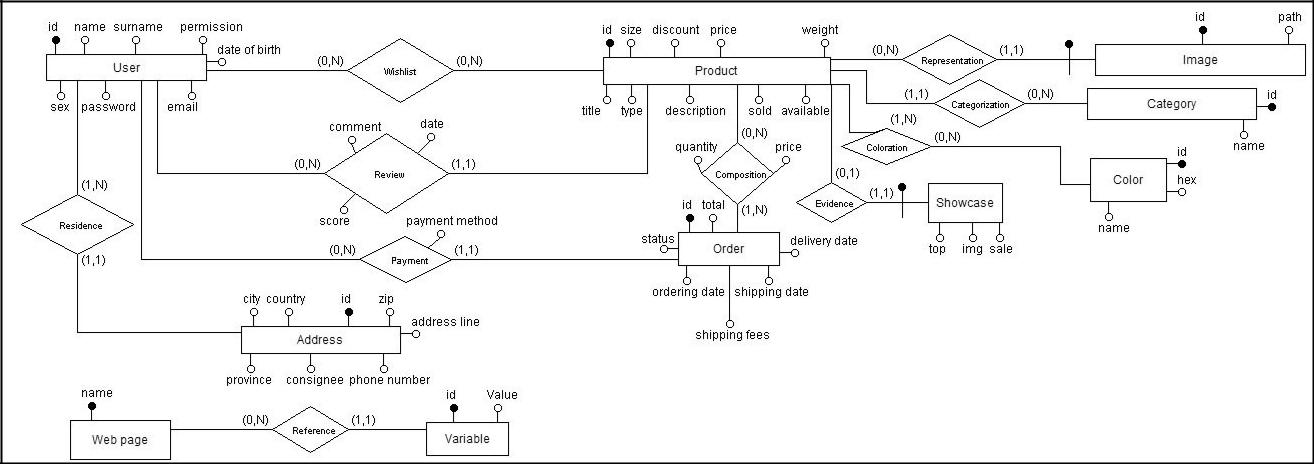 id name surname permission
date of birth
User
sex password email
(0,N) Wishlist (0,N)
id size discount price weight
Product
title type description sold available
(0,N) Representation (1,1)
id path
Image
(1,1) Categorization (0,N)
Category id
name
(1,N)
Coloration (0,N)
id
Color hex
name
comment date
(0,N) Review (1,1)
score
(0,N)
quantity price
Composition
(1,N)
(0,1)
Evidence (1,1)
Showcase
top img sale
(1,N)
Residence
(1,1)
payment method
(0,N) Payment (1,1)
id total
status Order delivery date
ordering date shipping date
shipping fees
city country id zip
address line
Address
province consignee phone number
name
Web page
(0,N) Reference (1,1)
id Value
Variable